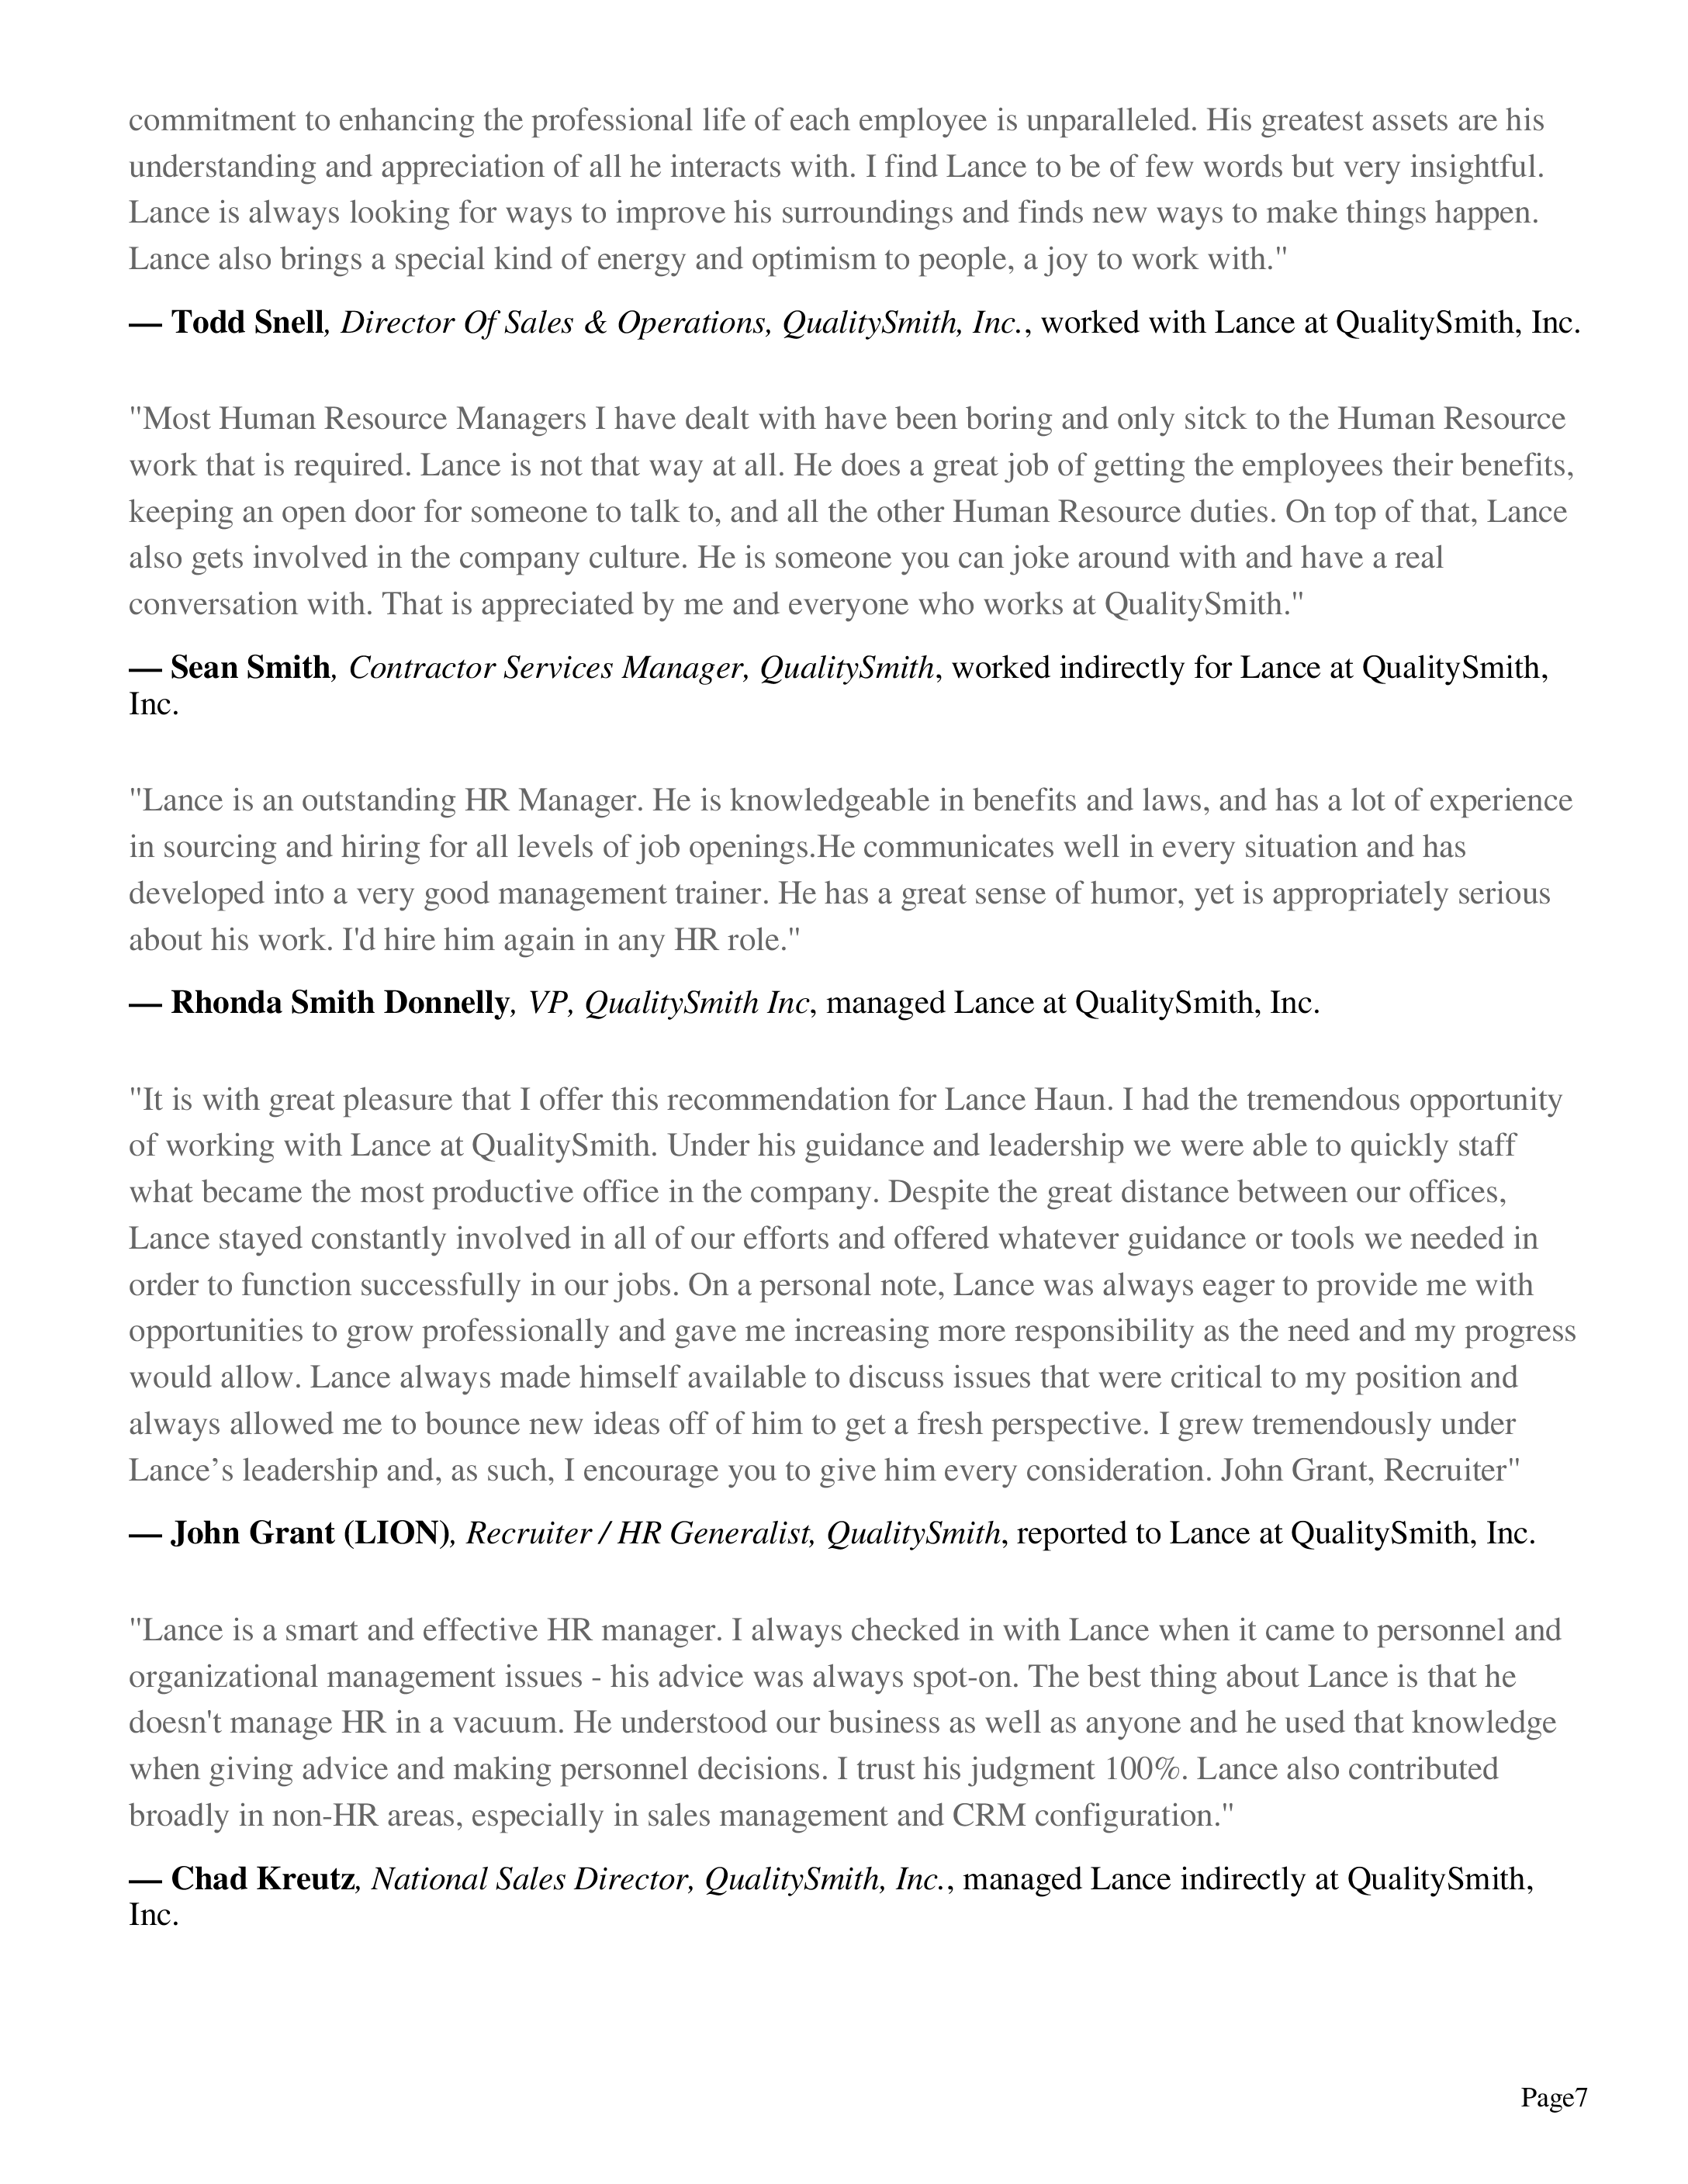 commitment to enhancing the professional life of each employee is unparalleled. His greatest assets are his
understanding and appreciation of all he interacts with. I find Lance to be of few words but very insightful.
Lance is always looking for ways to improve his surroundings and finds new ways to make things happen.
Lance also brings a special kind of energy and optimism to people, a joy to work with."
— Todd Snell, Director Of Sales & Operations, QualitySmith, Inc., worked with Lance at QualitySmith, Inc.
"Most Human Resource Managers I have dealt with have been boring and only sitck to the Human Resource
work that is required. Lance is not that way at all. He does a great job of getting the employees their benefits,
keeping an open door for someone to talk to, and all the other Human Resource duties. On top of that, Lance
also gets involved in the company culture. He is someone you can joke around with and have a real
conversation with. That is appreciated by me and everyone who works at QualitySmith."
— Sean Smith, Contractor Services Manager, QualitySmith, worked indirectly for Lance at QualitySmith,
Inc.
"Lance is an outstanding HR Manager. He is knowledgeable in benefits and laws, and has a lot of experience
in sourcing and hiring for all levels of job openings.He communicates well in every situation and has
developed into a very good management trainer. He has a great sense of humor, yet is appropriately serious
about his work. I'd hire him again in any HR role."
— Rhonda Smith Donnelly, VP, QualitySmith Inc, managed Lance at QualitySmith, Inc.
"It is with great pleasure that I offer this recommendation for Lance Haun. I had the tremendous opportunity
of working with Lance at QualitySmith. Under his guidance and leadership we were able to quickly staff
what became the most productive office in the company. Despite the great distance between our offices,
Lance stayed constantly involved in all of our efforts and offered whatever guidance or tools we needed in
order to function successfully in our jobs. On a personal note, Lance was always eager to provide me with
opportunities to grow professionally and gave me increasing more responsibility as the need and my progress
would allow. Lance always made himself available to discuss issues that were critical to my position and
always allowed me to bounce new ideas off of him to get a fresh perspective. I grew tremendously under
Lance’s leadership and, as such, I encourage you to give him every consideration. John Grant, Recruiter"
— John Grant (LION), Recruiter / HR Generalist, QualitySmith, reported to Lance at QualitySmith, Inc.
"Lance is a smart and effective HR manager. I always checked in with Lance when it came to personnel and
organizational management issues - his advice was always spot-on. The best thing about Lance is that he
doesn't manage HR in a vacuum. He understood our business as well as anyone and he used that knowledge
when giving advice and making personnel decisions. I trust his judgment 100%. Lance also contributed
broadly in non-HR areas, especially in sales management and CRM configuration."
— Chad Kreutz, National Sales Director, QualitySmith, Inc., managed Lance indirectly at QualitySmith,
Inc.
Page7